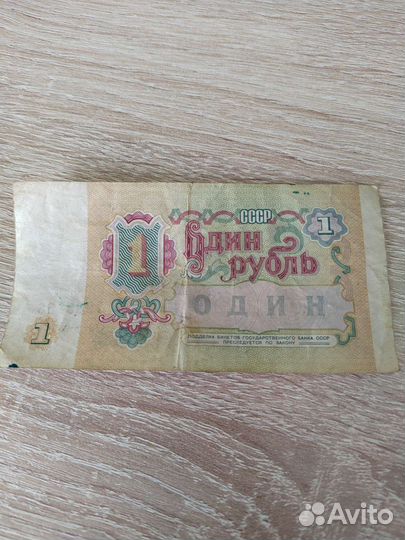 СССР
1
1
Один
рубль
ОДИН
1
ПОДДЕЛКА БИЛЕТОВ ГОСУДАРСТВЕННОГО БАНКА СССР
ПРЕСЛЕДУЕТСЯ ПО ЗАКОНУ
Avito